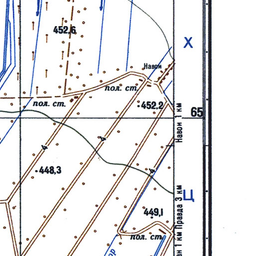 452,6
Х
Навои
пол. ст.
пол. ст.
452.2
65
Навои 1 км
А
А
448,3
А
Правда 3 км
Ц
449,1
пол. ст.
1 км